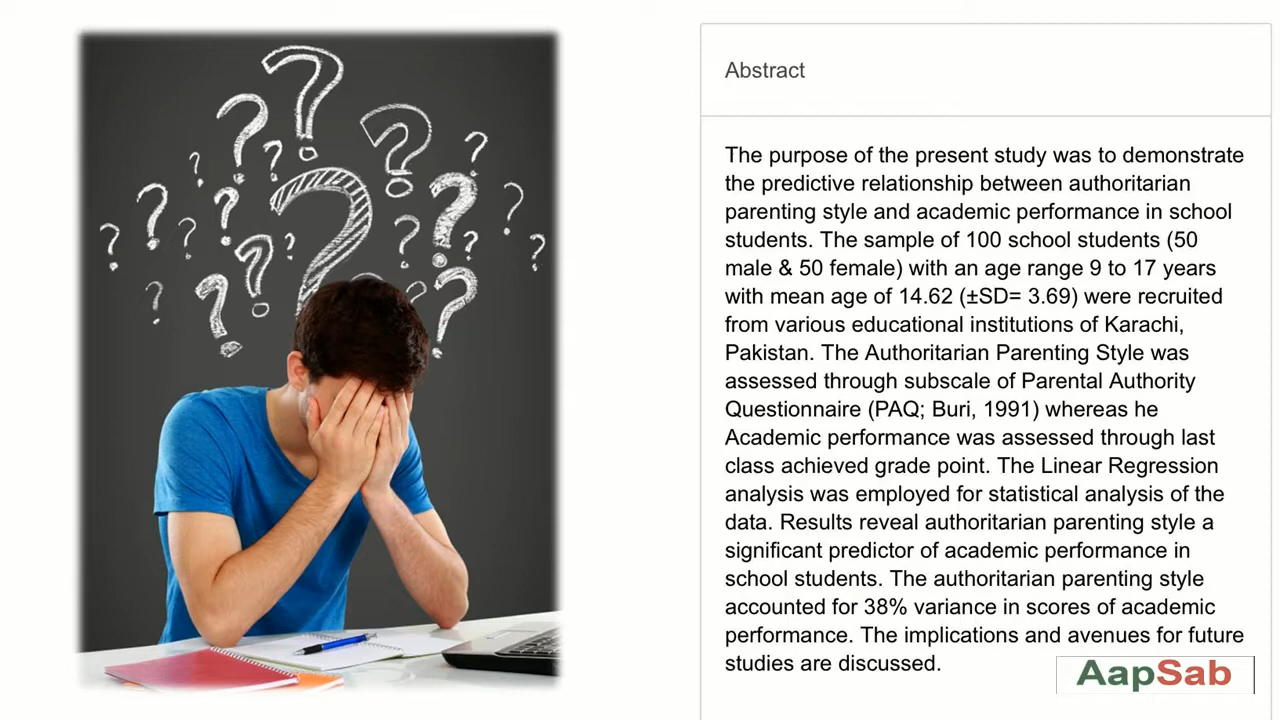 Abstract
The purpose of the present study was to demonstrate
the predictive relationship between authoritarian
parenting style and academic performance in school
students. The sample of 100 school students (50
male & 50 female) with an age range 9 to 17 years
with mean age of 14.62 (±SD= 3.69) were recruited
from various educational institutions of Karachi,
Pakistan. The Authoritarian Parenting Style was
assessed through subscale of Parental Authority
Questionnaire (PAQ; Buri, 1991) whereas he
Academic performance was assessed through last
class achieved grade point. The Linear Regression
analysis was employed for statistical analysis of the
data. Results reveal authoritarian parenting style a
significant predictor of academic performance in
school students. The authoritarian parenting style
accounted for 38% variance in scores of academic
performance. The implications and avenues for future
studies are discussed.
AapSab